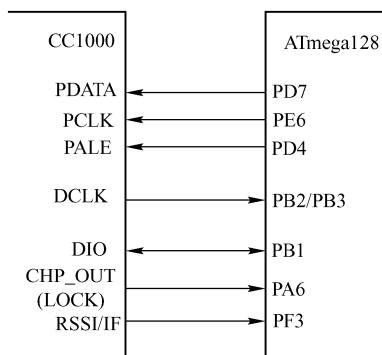 CC1000 ATmega128
PDATA PD7
PCLK PE6
PALE PD4
DCLK PB2/PB3
DIO PB1
CHP_OUT PA6
(LOCK)
RSSI/IF PF3